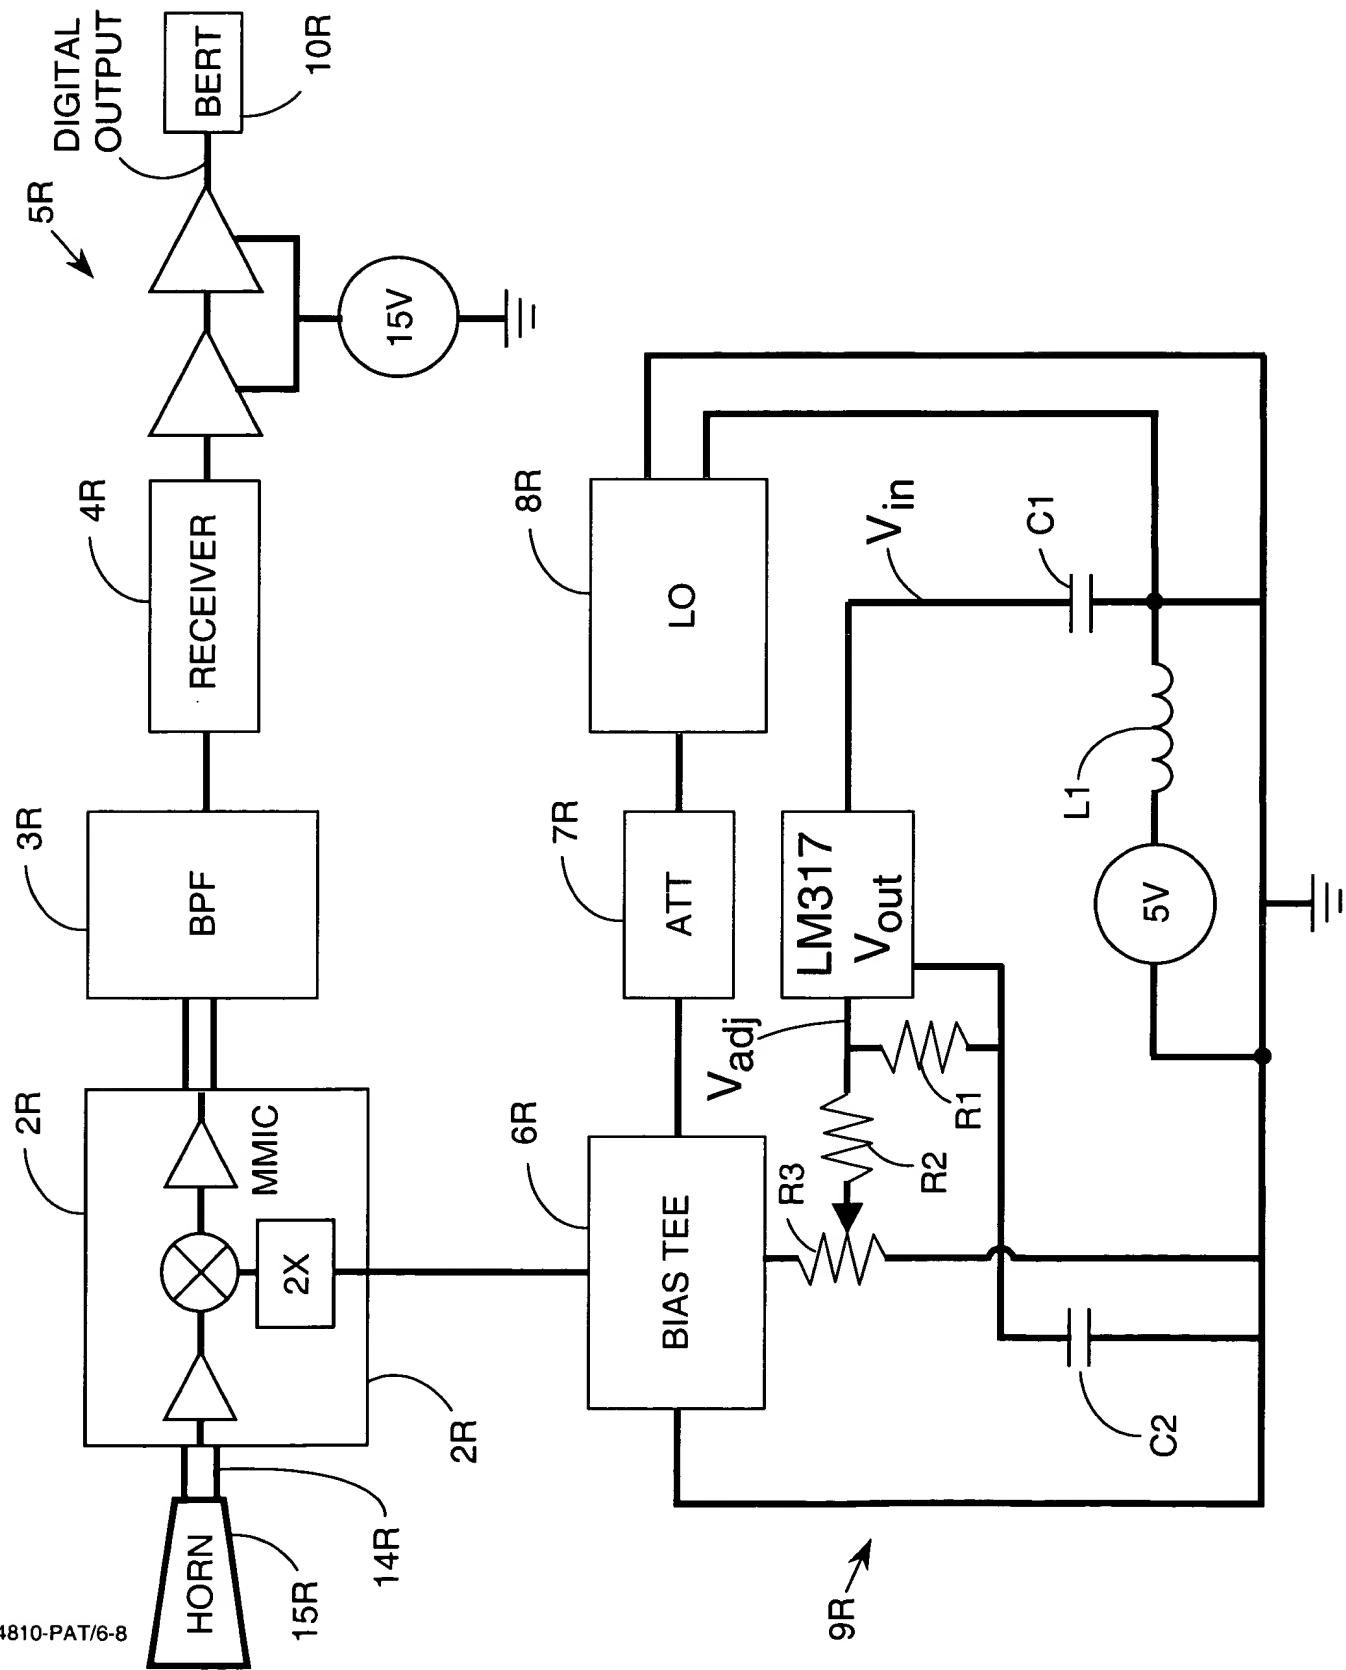 DIGITAL
OUTPUT
5R
BERT
10R
15V
4R
RECEIVER
3R
BPF
2R
MMIC
2X
2R
HORN
15R
14R
8R
LO
7R
ATT
6R
BIAS TEE
Vin
C1
L1
5V
LM317
Vout
Vadj
R1
R2
R3
C2
9R
4810-PAT/6-8